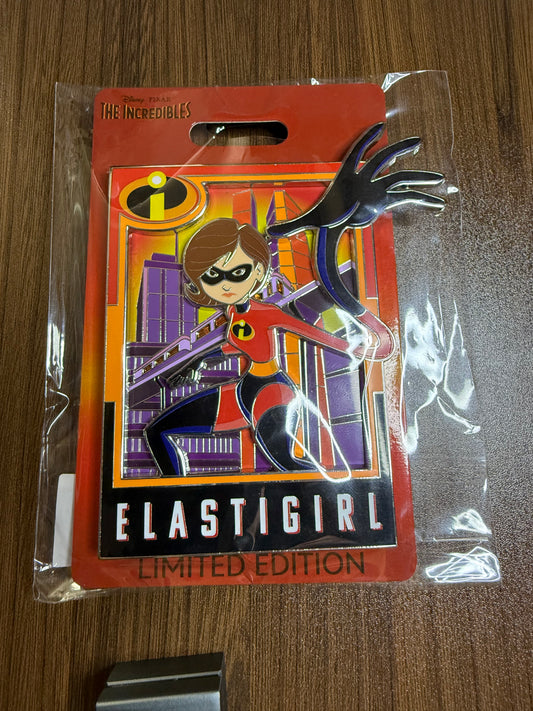 Disney PIXAR
THE INCREDIBLES
i
i
ELASTIGIRL
LIMITED EDITION